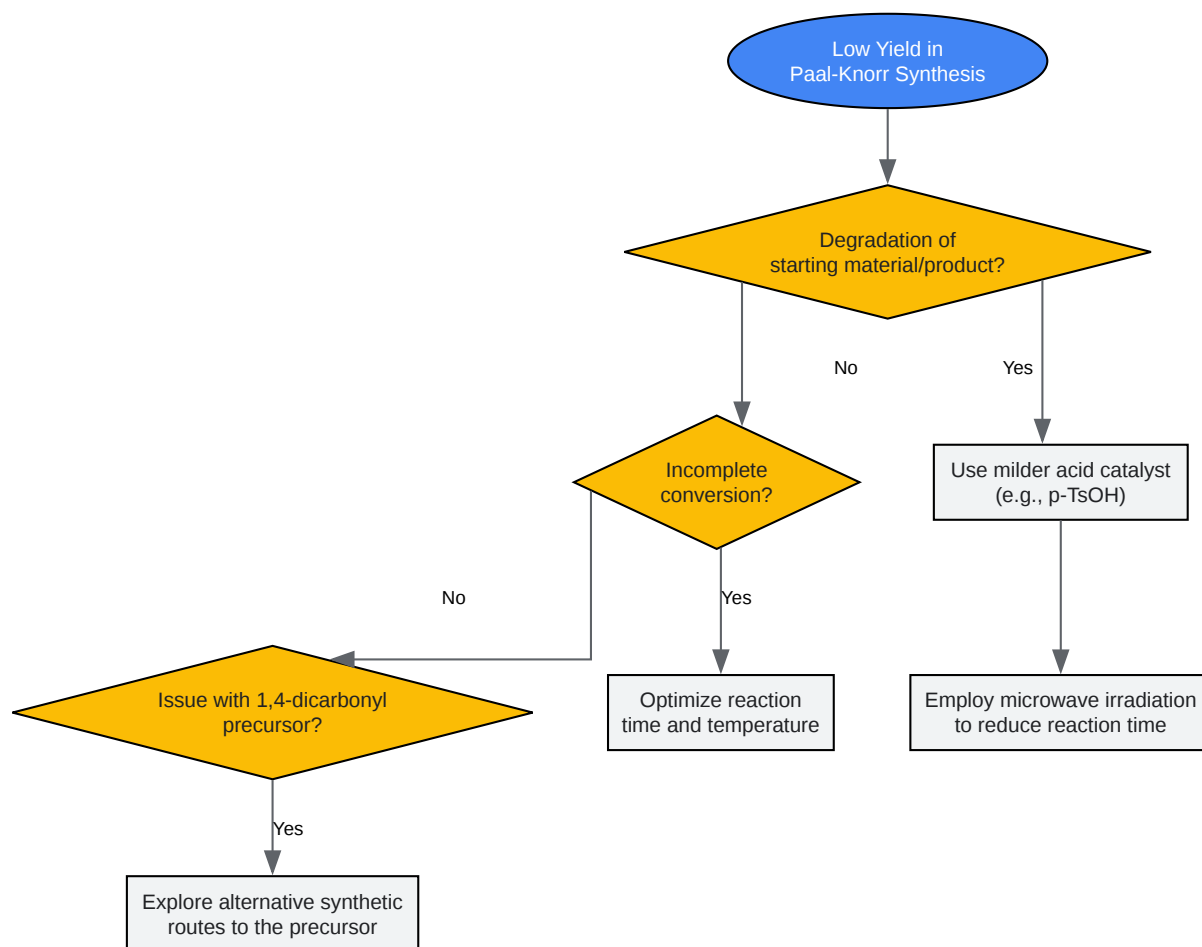 Low Yield in
Paal-Knorr Synthesis
Degradation of
starting material/product?
No
Yes
Incomplete
conversion?
Use milder acid catalyst
(e.g., p-TsOH)
No
Yes
Issue with 1,4-dicarbonyl
precursor?
Optimize reaction
time and temperature
Employ microwave irradiation
to reduce reaction time
Yes
Explore alternative synthetic
routes to the precursor